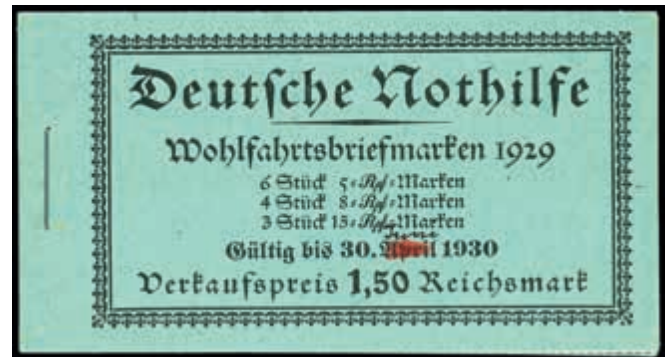 Deutsche Nothilfe
Wohlfahrtsbriefmarken 1929
6 Stück 5=Rpf=Marken
4 Stück 8=Rpf=Marken
3 Stück 15=Rpf=Marken
Gültig bis 30. April 1930
Verkaufspreis 1,50 Reichsmark